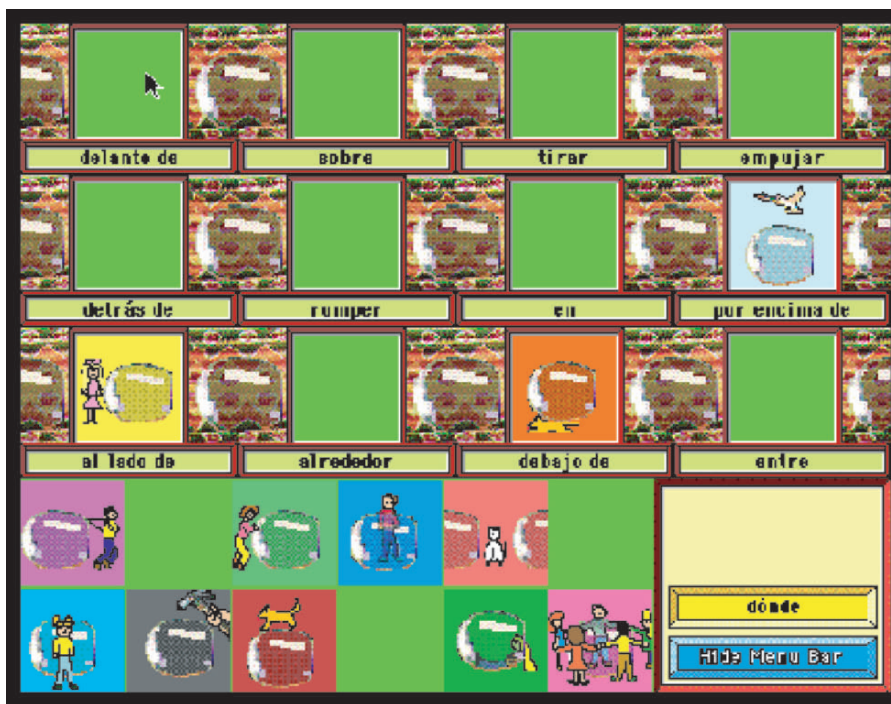 delante de
sobre
tirar
empujar
detrás de
romper
en
por encima de
al lado de
alrededor
debajo de
entre
dónde
Hide Menu Bar